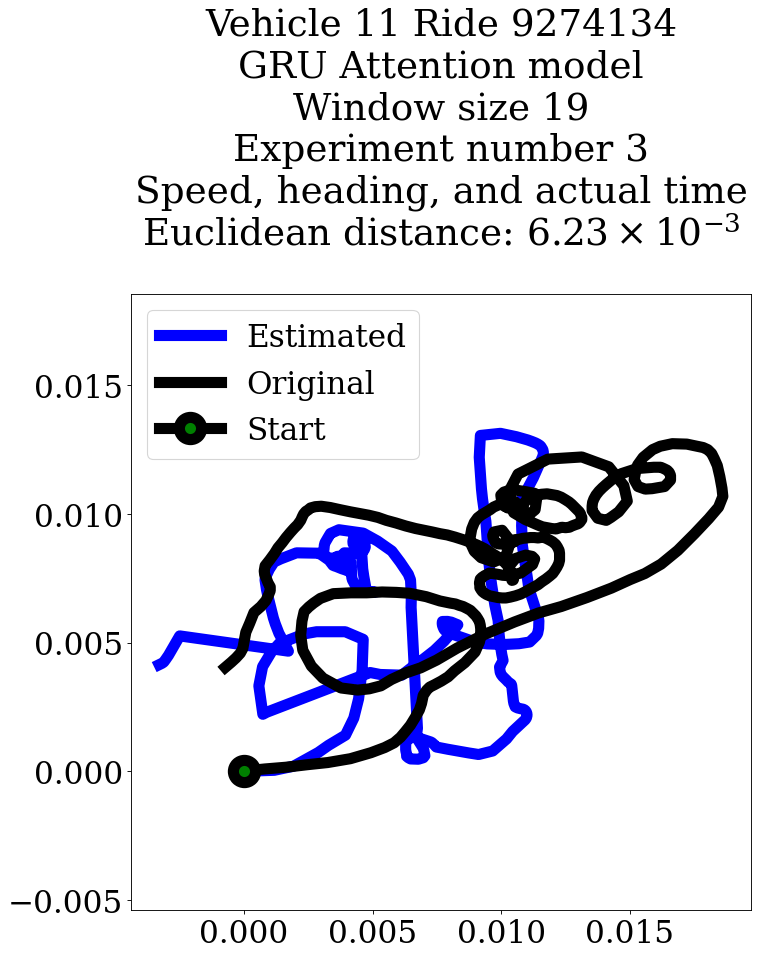 Vehicle 11 Ride 9274134
GRU Attention model
Window size 19
Experiment number 3
Speed, heading, and actual time
Euclidean distance: 6.23 × 10⁻³
Estimated
Original
Start
0.015
0.010
0.005
0.000
−0.005
0.000 0.005 0.010 0.015